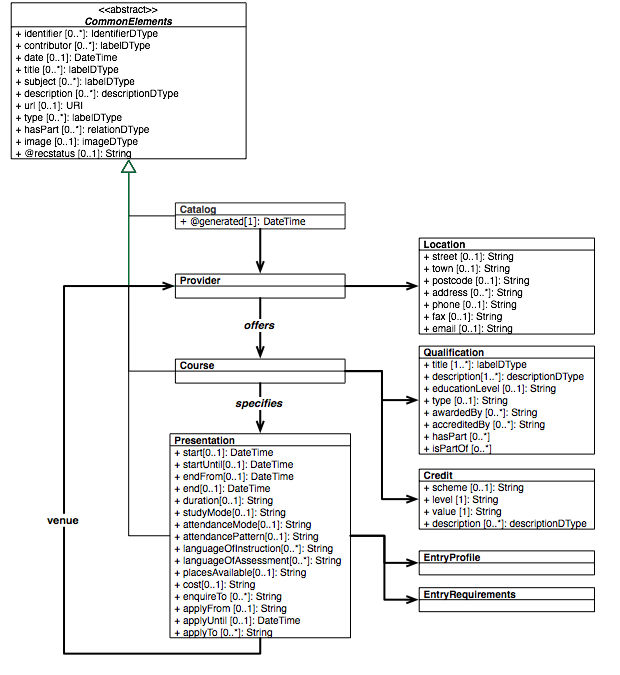 <<abstract>>
CommonElements
+ identifier [0..*]: IdentifierDType
+ contributor [0..*]: labelDType
+ date [0..1]: DateTime
+ title [0..*]: labelDType
+ subject [0..*]: labelDType
+ description [0..*]: descriptionDType
+ url [0..1]: URI
+ type [0..*]: labelDType
+ hasPart [0..*]: relationDType
+ image [0..1]: imageDType
+ @recstatus [0..1]: String
Catalog
+ @generated[1]: DateTime
Provider
offers
Course
specifies
Presentation
+ start[0..1]: DateTime
+ startUntil[0..1]: DateTime
+ endFrom[0..1]: DateTime
+ end[0..1]: DateTime
+ duration[0..1]: String
+ studyMode[0..1]: String
+ attendanceMode[0..1]: String
+ attendancePattern[0..1]: String
+ languageOfInstruction[0..*]: String
+ languageOfAssessment[0..*]: String
+ placesAvailable[0..1]: String
+ cost[0..1]: String
+ enquireTo [0..*]: String
+ applyFrom [0..1]: String
+ applyUntil [0..1]: DateTime
+ applyTo [0..*]: String
venue
Location
+ street [0..1]: String
+ town [0..1]: String
+ postcode [0..1]: String
+ address [0..*]: String
+ phone [0..1]: String
+ fax [0..1]: String
+ email [0..1]: String
Qualification
+ title [1..*]: labelDType
+ description[1..*]: descriptionDType
+ educationLevel [0..1]: String
+ type [0..1]: String
+ awardedBy [0..*]: String
+ accreditedBy [0..*]: String
+ hasPart [0..*]
+ isPartOf [o..*]
Credit
+ scheme [0..1]: String
+ level [1]: String
+ value [1]: String
+ description [0..*]: descriptionDType
EntryProfile
EntryRequirements